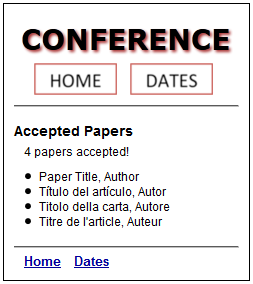 CONFERENCE
HOME DATES
Accepted Papers
4 papers accepted!
Paper Title, Author
Título del artículo, Autor
Titolo della carta, Autore
Titre de l'article, Auteur
Home Dates